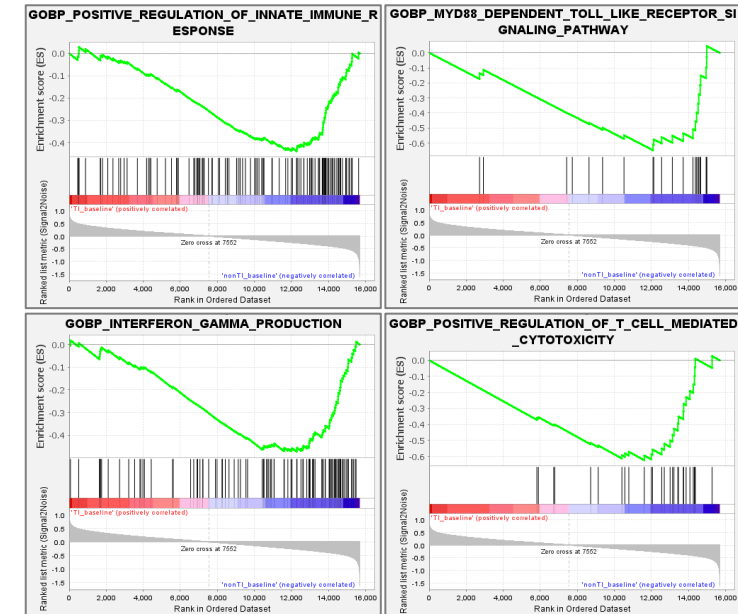 GOBP_POSITIVE_REGULATION_OF_INNATE_IMMUNE_R
ESPONSE
Enrichment score (ES)
0.0
-0.1
-0.2
-0.3
-0.4
'TI_baseline' (positively correlated)
Ranked list metric (Signal2Noise)
1.0
0.5
0.0
-0.5
-1.0
-1.5
Zero cross at 7552
'nonTI_baseline' (negatively correlated)
0 2,000 4,000 6,000 8,000 10,000 12,000 14,000 16,000
Rank in Ordered Dataset
GOBP_MYD88_DEPENDENT_TOLL_LIKE_RECEPTOR_SI
GNALING_PATHWAY
Enrichment score (ES)
0.0
-0.1
-0.2
-0.3
-0.4
-0.5
-0.6
'TI_baseline' (positively correlated)
Ranked list metric (Signal2Noise)
1.0
0.5
0.0
-0.5
-1.0
-1.5
Zero cross at 7552
'nonTI_baseline' (negatively correlated)
0 2,000 4,000 6,000 8,000 10,000 12,000 14,000 16,000
Rank in Ordered Dataset
GOBP_INTERFERON_GAMMA_PRODUCTION
Enrichment score (ES)
0.0
-0.1
-0.2
-0.3
-0.4
'TI_baseline' (positively correlated)
Ranked list metric (Signal2Noise)
1.0
0.5
0.0
-0.5
-1.0
-1.5
Zero cross at 7552
'nonTI_baseline' (negatively correlated)
0 2,000 4,000 6,000 8,000 10,000 12,000 14,000 16,000
Rank in Ordered Dataset
GOBP_POSITIVE_REGULATION_OF_T_CELL_MEDIATED
_CYTOTOXICITY
Enrichment score (ES)
0.0
-0.1
-0.2
-0.3
-0.4
-0.5
-0.6
'TI_baseline' (positively correlated)
Ranked list metric (Signal2Noise)
1.0
0.5
0.0
-0.5
-1.0
-1.5
Zero cross at 7552
'nonTI_baseline' (negatively correlated)
0 2,000 4,000 6,000 8,000 10,000 12,000 14,000 16,000
Rank in Ordered Dataset